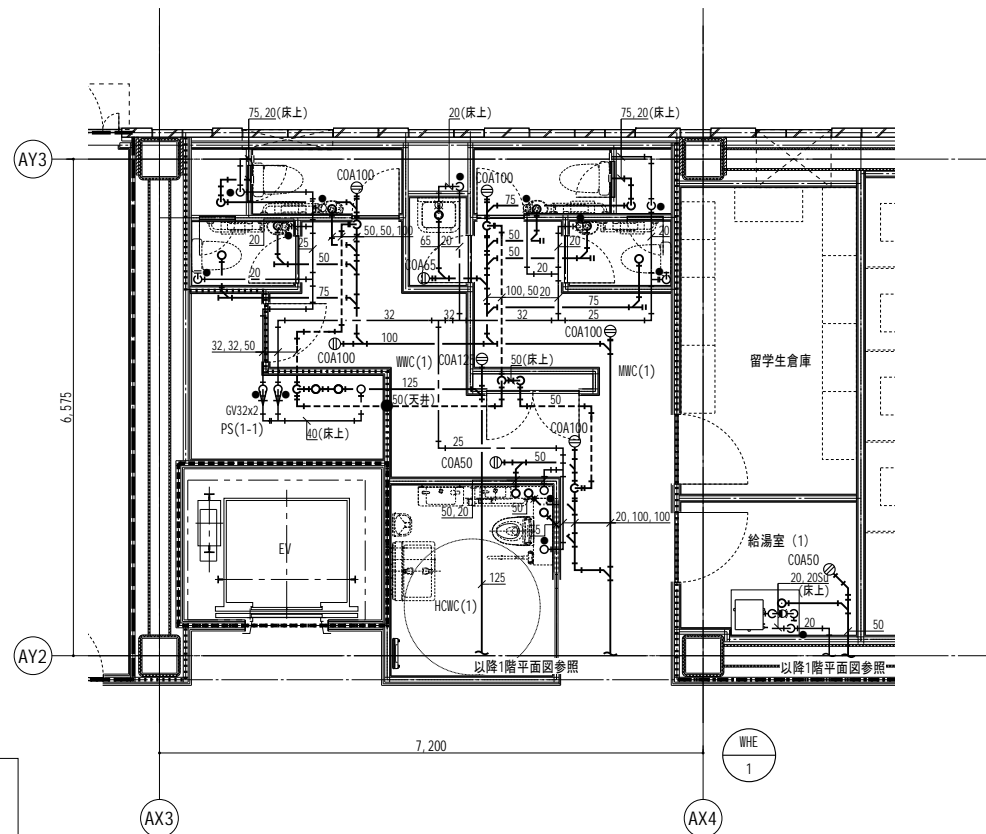 75,20(床上)
20(床上)
75,20(床上)
AY3
COA100
COA100
75
20
25
50,50,100
65
20
50
50
20
20
20
50
COA65
20
75
100,50
20
75
32
32
32
25
100
COA100
COA100
32,32,50
WWC(1)
COA125
MWC(1)
留学生倉庫
50(床上)
125
GV32x2
50(天井)
50
PS(1-1)
40(床上)
COA100
6,575
25
COA50
50
50,20
50
20,100,100
給湯室(1)
EV
COA50
20,20Su
(床上)
125
HCWC(1)
20
50
AY2
以降1階平面図参照
以降1階平面図参照
7,200
WHE
1
AX3
AX4